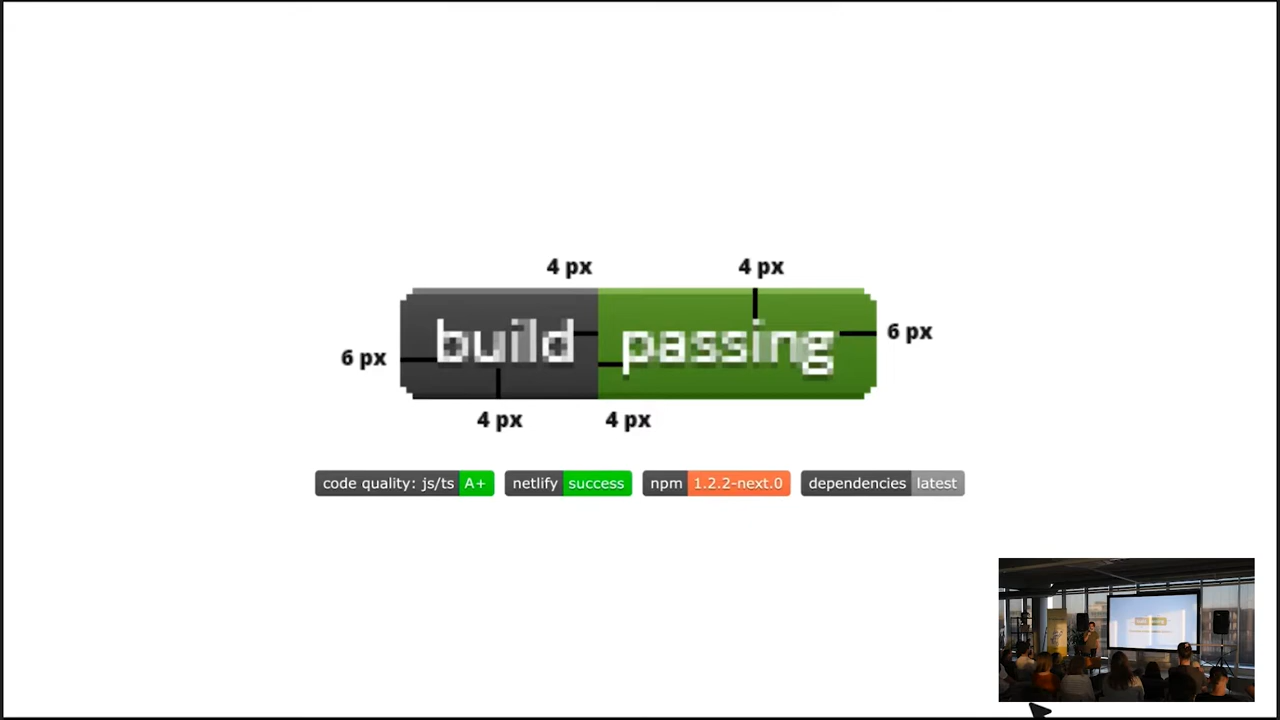 4 px 4 px
build passing
6 px
6 px
4 px 4 px
code quality: js/ts A+ netlify success npm 1.2.2-next.0 dependencies latest